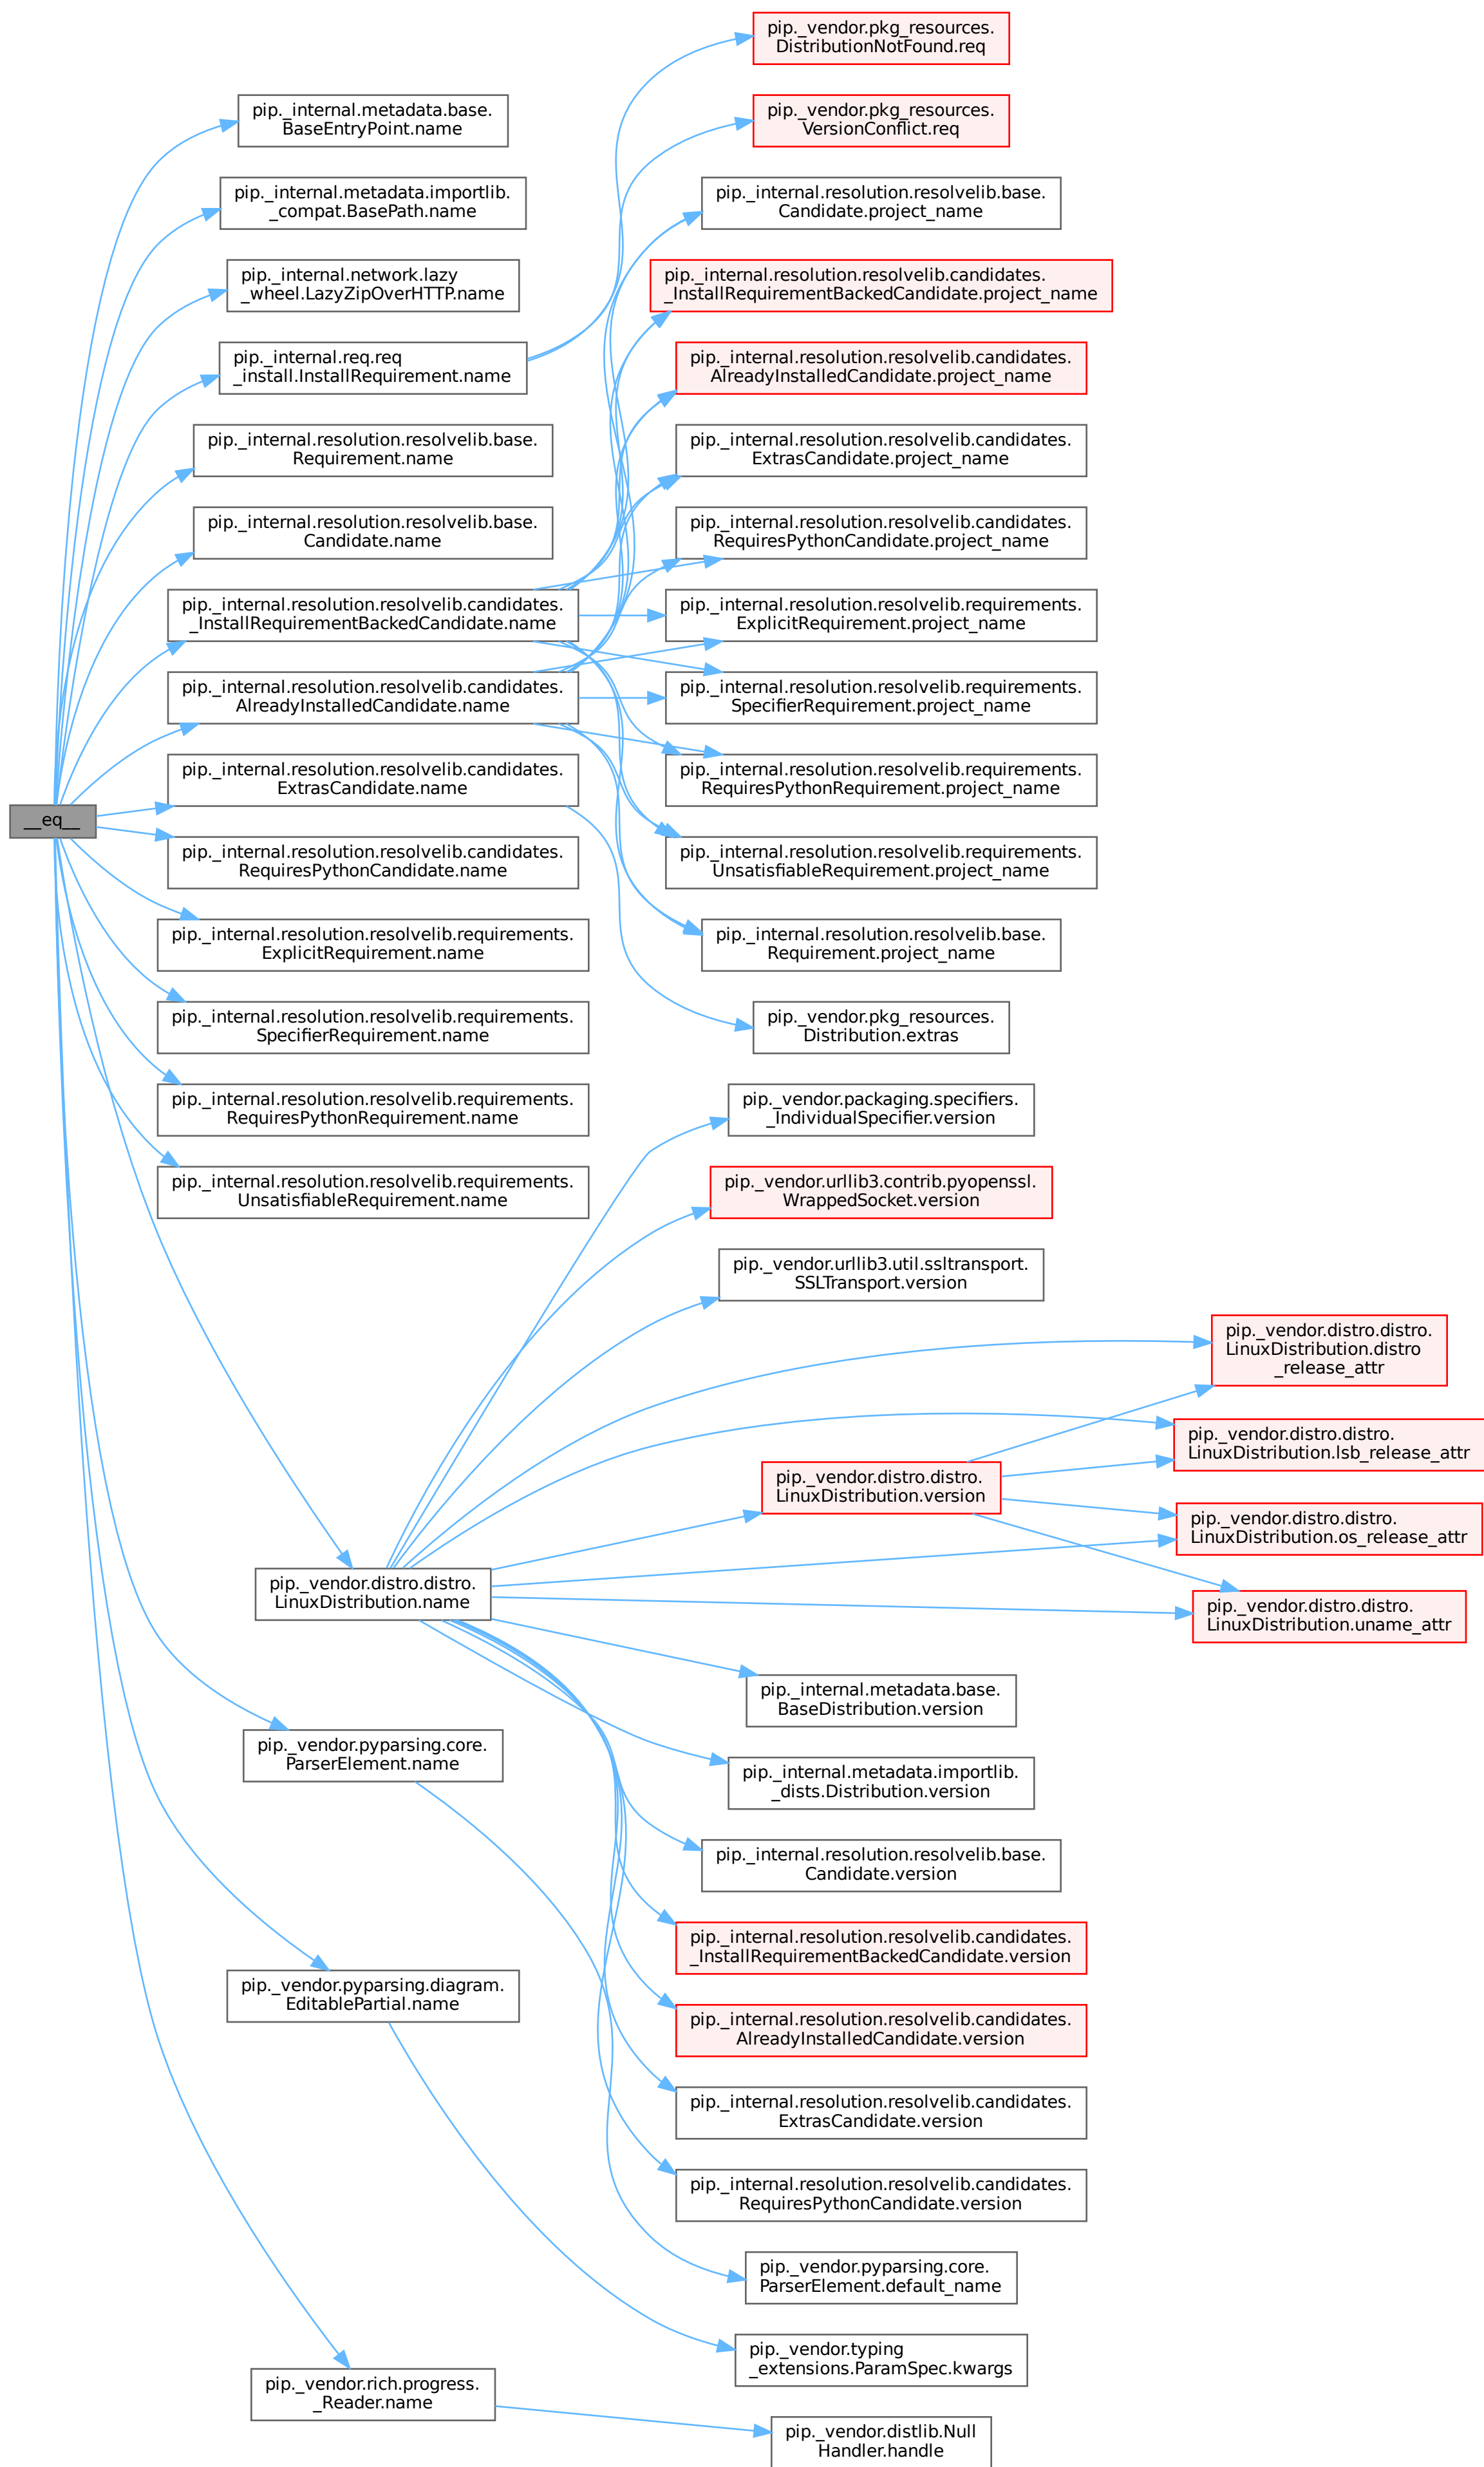 __eq__
pip._internal.metadata.base.
BaseEntryPoint.name
pip._internal.metadata.importlib.
_compat.BasePath.name
pip._internal.network.lazy
_wheel.LazyZipOverHTTP.name
pip._internal.req.req
_install.InstallRequirement.name
pip._internal.resolution.resolvelib.base.
Requirement.name
pip._internal.resolution.resolvelib.base.
Candidate.name
pip._internal.resolution.resolvelib.candidates.
_InstallRequirementBackedCandidate.name
pip._internal.resolution.resolvelib.candidates.
AlreadyInstalledCandidate.name
pip._internal.resolution.resolvelib.candidates.
ExtrasCandidate.name
pip._internal.resolution.resolvelib.candidates.
RequiresPythonCandidate.name
pip._internal.resolution.resolvelib.requirements.
ExplicitRequirement.name
pip._internal.resolution.resolvelib.requirements.
SpecifierRequirement.name
pip._internal.resolution.resolvelib.requirements.
RequiresPythonRequirement.name
pip._internal.resolution.resolvelib.requirements.
UnsatisfiableRequirement.name
pip._vendor.distro.distro.
LinuxDistribution.name
pip._vendor.pyparsing.core.
ParserElement.name
pip._vendor.pyparsing.diagram.
EditablePartial.name
pip._vendor.rich.progress.
_Reader.name
pip._vendor.pkg_resources.
DistributionNotFound.req
pip._vendor.pkg_resources.
VersionConflict.req
pip._internal.resolution.resolvelib.base.
Candidate.project_name
pip._internal.resolution.resolvelib.candidates.
_InstallRequirementBackedCandidate.project_name
pip._internal.resolution.resolvelib.candidates.
AlreadyInstalledCandidate.project_name
pip._internal.resolution.resolvelib.candidates.
ExtrasCandidate.project_name
pip._internal.resolution.resolvelib.candidates.
RequiresPythonCandidate.project_name
pip._internal.resolution.resolvelib.requirements.
ExplicitRequirement.project_name
pip._internal.resolution.resolvelib.requirements.
SpecifierRequirement.project_name
pip._internal.resolution.resolvelib.requirements.
RequiresPythonRequirement.project_name
pip._internal.resolution.resolvelib.requirements.
UnsatisfiableRequirement.project_name
pip._internal.resolution.resolvelib.base.
Requirement.project_name
pip._vendor.pkg_resources.
Distribution.extras
pip._vendor.packaging.specifiers.
_IndividualSpecifier.version
pip._vendor.urllib3.contrib.pyopenssl.
WrappedSocket.version
pip._vendor.urllib3.util.ssltransport.
SSLTransport.version
pip._vendor.distro.distro.
LinuxDistribution.version
pip._internal.metadata.base.
BaseDistribution.version
pip._internal.metadata.importlib.
_dists.Distribution.version
pip._internal.resolution.resolvelib.base.
Candidate.version
pip._internal.resolution.resolvelib.candidates.
_InstallRequirementBackedCandidate.version
pip._internal.resolution.resolvelib.candidates.
AlreadyInstalledCandidate.version
pip._internal.resolution.resolvelib.candidates.
ExtrasCandidate.version
pip._internal.resolution.resolvelib.candidates.
RequiresPythonCandidate.version
pip._vendor.pyparsing.core.
ParserElement.default_name
pip._vendor.typing
_extensions.ParamSpec.kwargs
pip._vendor.distlib.Null
Handler.handle
pip._vendor.distro.distro.
LinuxDistribution.distro
_release_attr
pip._vendor.distro.distro.
LinuxDistribution.lsb_release_attr
pip._vendor.distro.distro.
LinuxDistribution.os_release_attr
pip._vendor.distro.distro.
LinuxDistribution.uname_attr